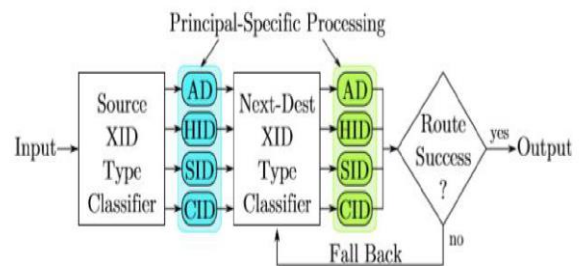 Principal-Specific Processing
Input
Source
XID
Type
Classifier
AD
HID
SID
CID
Next-Dest
XID
Type
Classifier
AD
HID
SID
CID
Route
Success
?
yes
Output
no
Fall Back